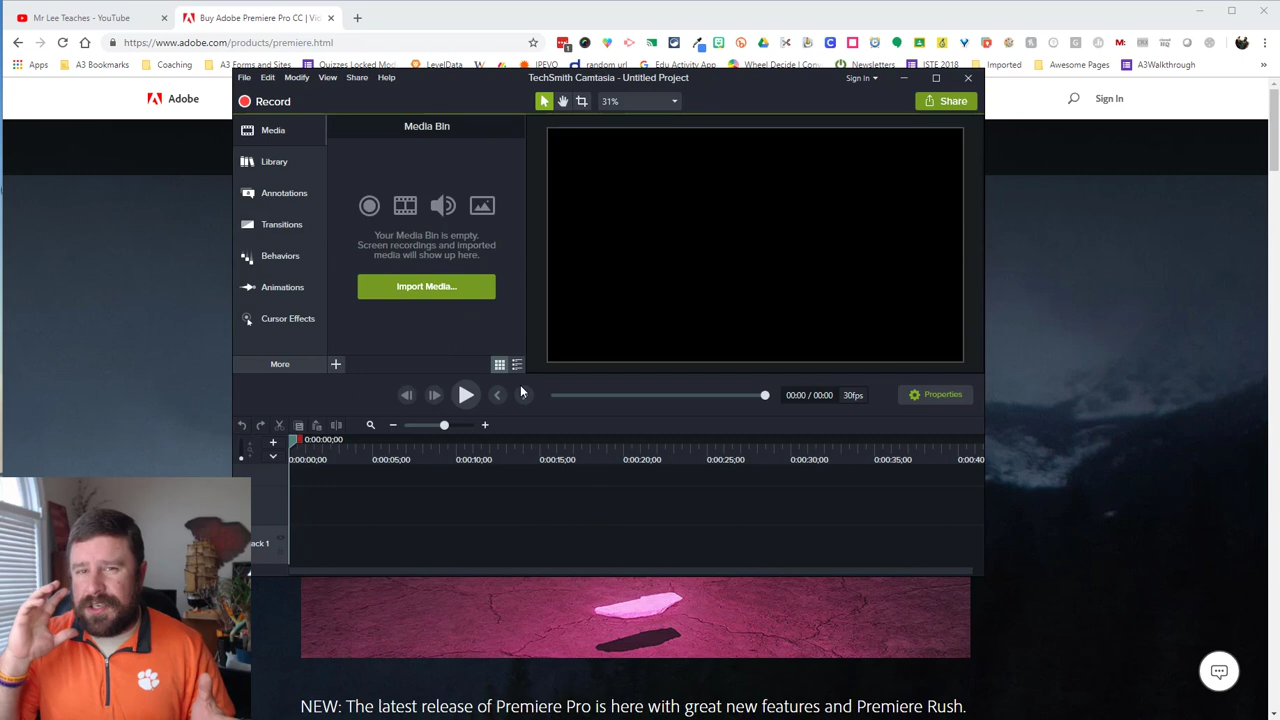 Mr Lee Teaches - YouTube
Buy Adobe Premiere Pro CC | Vid
https://www.adobe.com/products/premiere.html
Apps
A3 Bookmarks
Coaching
A3 Forms and Sites
Quizzes Locked Mod
LevelData
IPEVO
random url
Edu Activity App
Wheel Decide | Con
Newsletters
ISTE 2018
Imported
Awesome Pages
A3Walkthrough
Adobe
Sign In
File
Edit
Modify
View
Share
Help
TechSmith Camtasia - Untitled Project
Sign in
Record
31%
Share
Media
Library
Annotations
Transitions
Behaviors
Animations
Cursor Effects
More
Media Bin
Your Media Bin is empty.
Screen recordings and imported
media will show up here.
Import Media...
00:00 / 00:00
30fps
Properties
0:00:00;00
0:00:00;00
0:00:05;00
0:00:10;00
0:00:15;00
0:00:20;00
0:00:25;00
0:00:30;00
0:00:35;00
0:00:40
ack 1
NEW: The latest release of Premiere Pro is here with great new features and Premiere Rush.